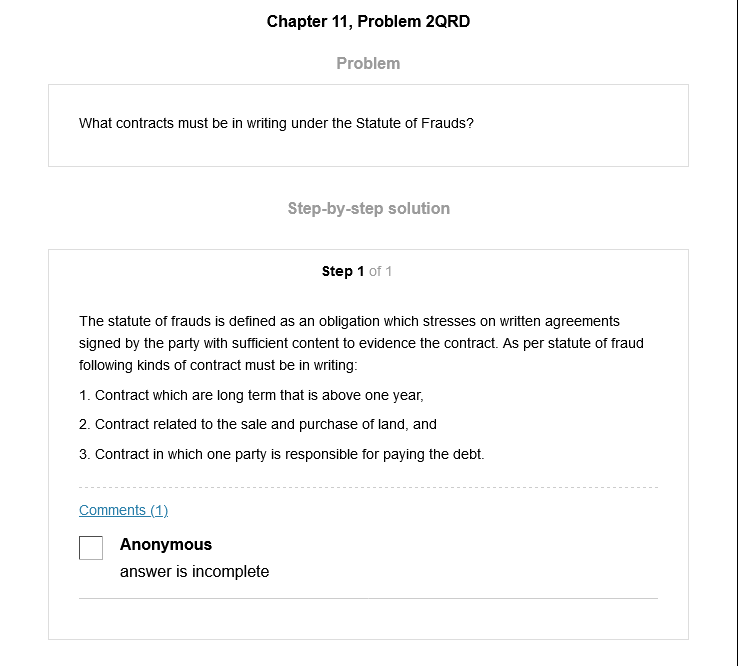 Chapter 11, Problem 2QRD
Problem
What contracts must be in writing under the Statute of Frauds?
Step-by-step solution
Step 1 of 1
The statute of frauds is defined as an obligation which stresses on written agreements
signed by the party with sufficient content to evidence the contract. As per statute of fraud
following kinds of contract must be in writing:
1. Contract which are long term that is above one year,
2. Contract related to the sale and purchase of land, and
3. Contract in which one party is responsible for paying the debt.
Comments (1)
Anonymous
answer is incomplete